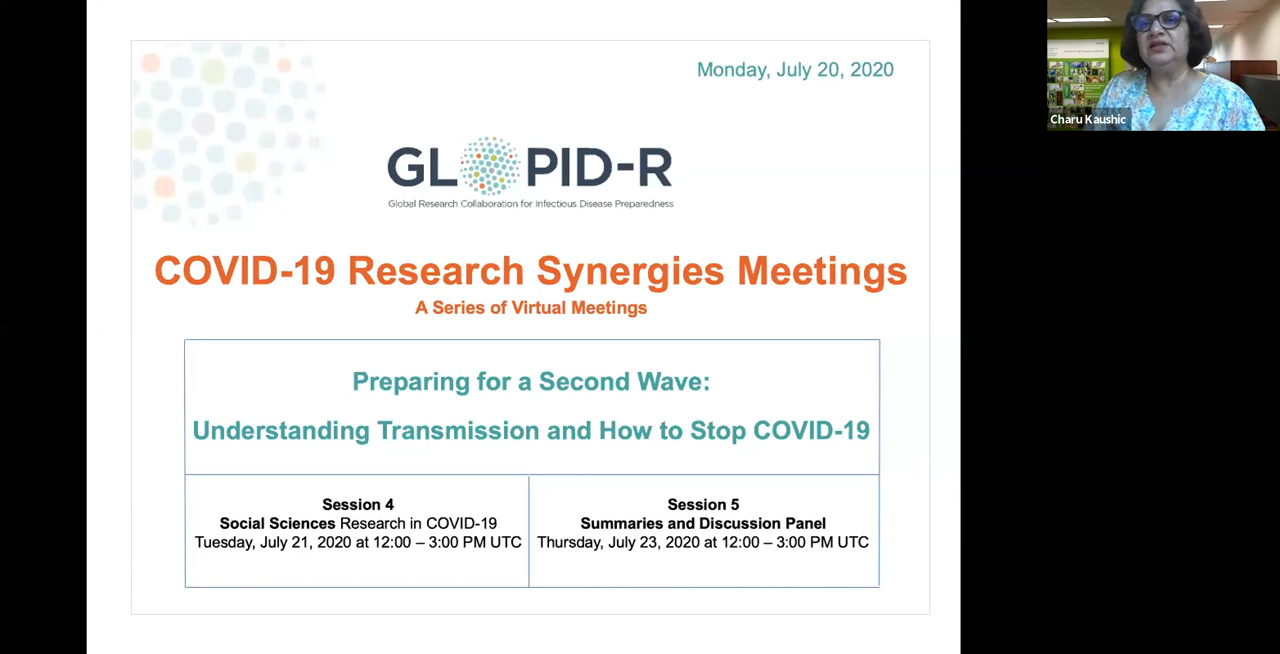 Monday, July 20, 2020
GLOPID-R
Global Research Collaboration for Infectious Disease Preparedness
COVID-19 Research Synergies Meetings
A Series of Virtual Meetings
Preparing for a Second Wave:
Understanding Transmission and How to Stop COVID-19
Session 4
Social Sciences Research in COVID-19
Tuesday, July 21, 2020 at 12:00 – 3:00 PM UTC
Session 5
Summaries and Discussion Panel
Thursday, July 23, 2020 at 12:00 – 3:00 PM UTC
Charu Kaushic